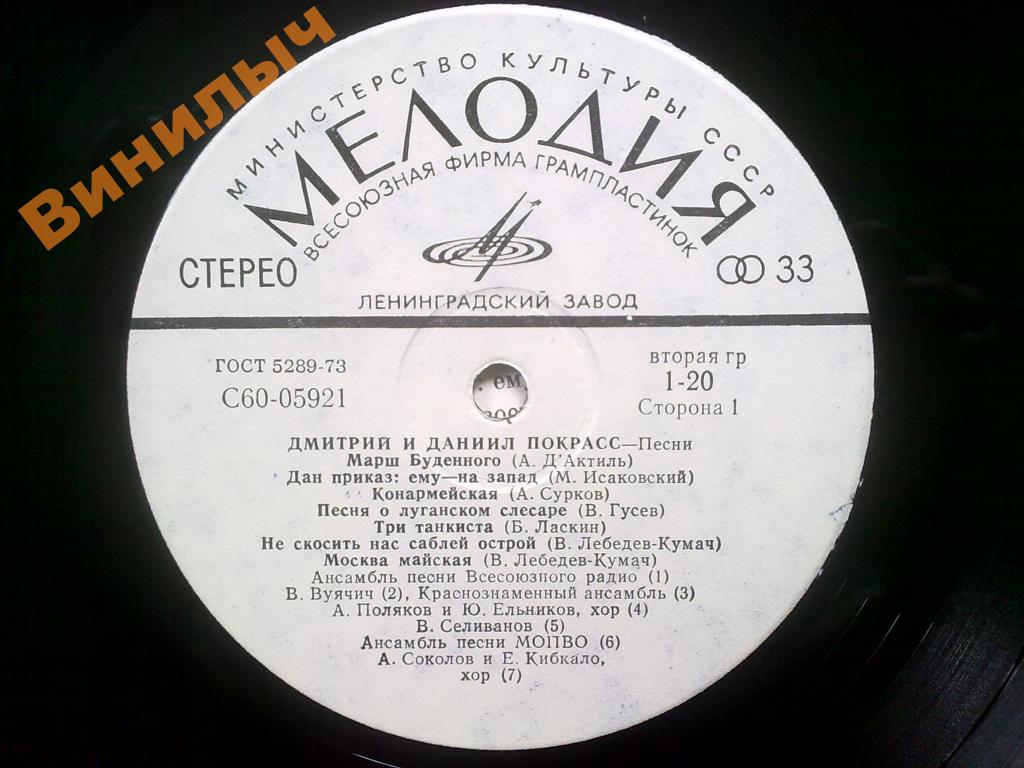 Винилыч
МИНИСТЕРСТВО КУЛЬТУРЫ СССР
МЕЛОДИЯ
ВСЕСОЮЗНАЯ ФИРМА ГРАМПЛАСТИНОК
СТЕРЕО
33
ЛЕНИНГРАДСКИЙ ЗАВОД
ГОСТ 5289-73
вторая гр
С60-05921
1-20
Сторона 1
ДМИТРИЙ И ДАНИИЛ ПОКРАСС—Песни
Марш Буденного (А. Д'Актиль)
Дан приказ: ему—на запад (М. Исаковский)
Конармейская (А. Сурков)
Песня о луганском слесаре (В. Гусев)
Три танкиста (Б. Ласкин)
Не скосить нас саблей острой (В. Лебедев-Кумач)
Москва майская (В. Лебедев-Кумач)
Ансамбль песни Всесоюзного радио (1)
В. Вуячич (2), Краснознаменный ансамбль (3)
А. Поляков и Ю. Ельников, хор (4)
В. Селиванов (5)
Ансамбль песни МОПВО (6)
А. Соколов и Е. Кибкало,
хор (7)